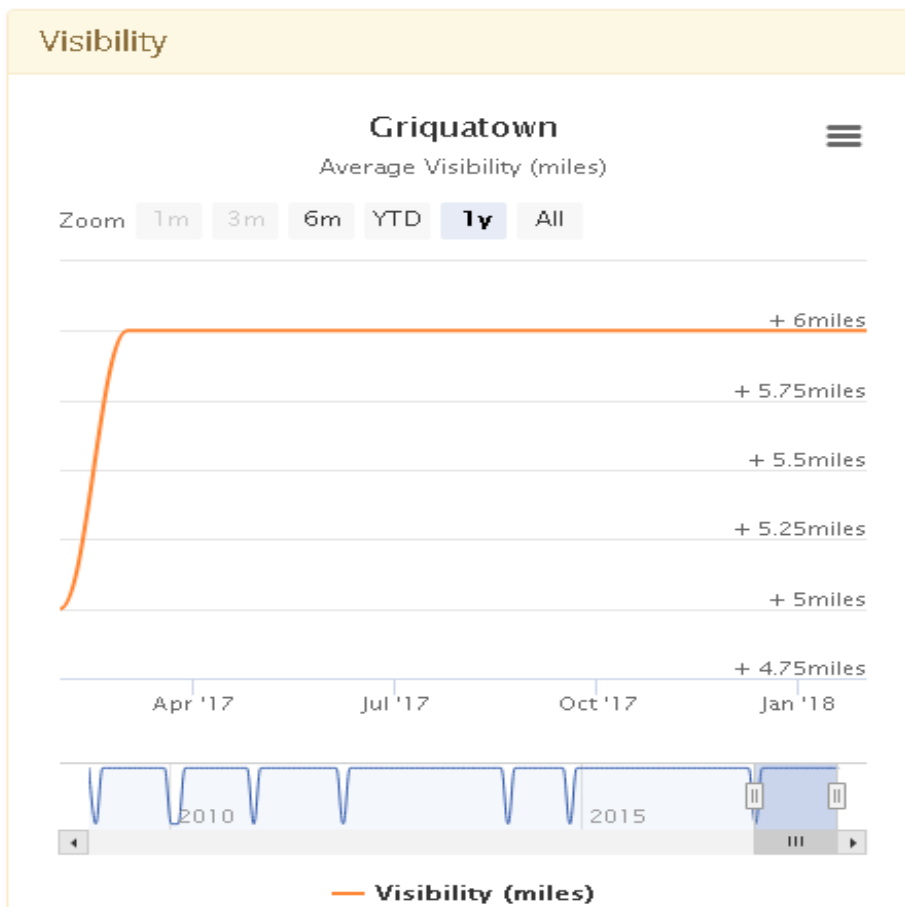 Visibility
Griquatown
Average Visibility (miles)
Zoom 1m 3m 6m YTD 1y All
+ 6miles
+ 5.75miles
+ 5.5miles
+ 5.25miles
+ 5miles
+ 4.75miles
Apr '17 Jul '17 Oct '17 Jan '18
2010 2015
Visibility (miles)